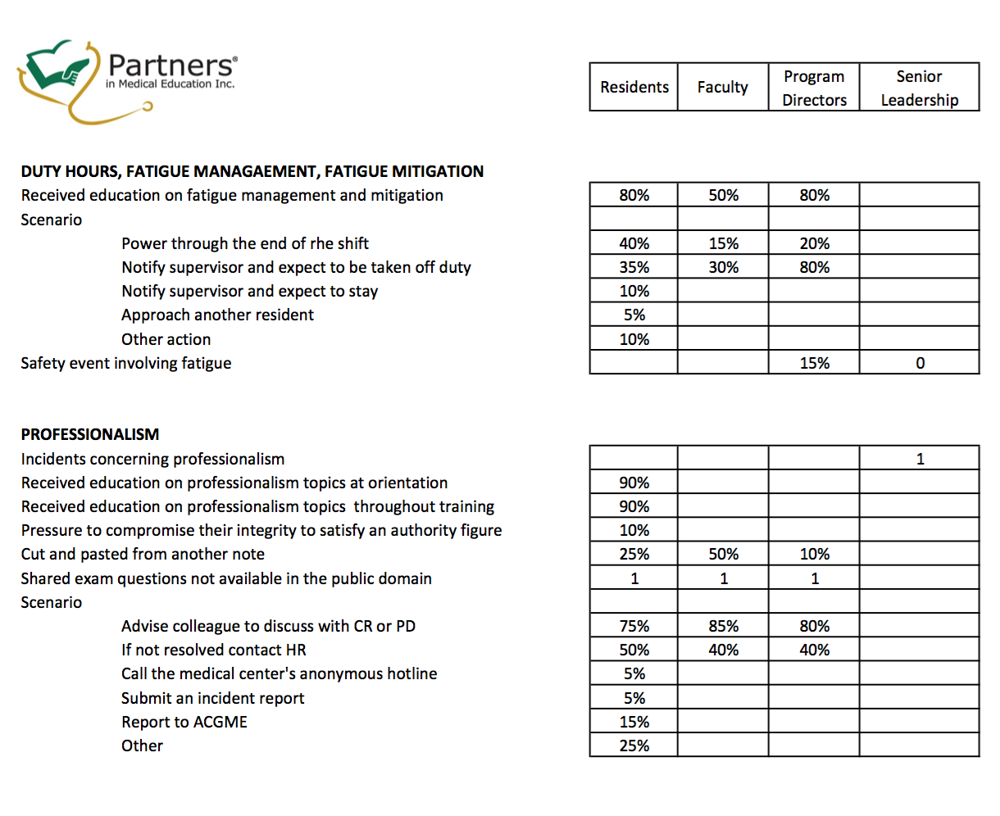 Partners®
in Medical Education Inc.
Residents Faculty Program Directors Senior Leadership
DUTY HOURS, FATIGUE MANAGAEMENT, FATIGUE MITIGATION
Received education on fatigue management and mitigation 80% 50% 80%
Scenario
Power through the end of rhe shift 40% 15% 20%
Notify supervisor and expect to be taken off duty 35% 30% 80%
Notify supervisor and expect to stay 10%
Approach another resident 5%
Other action 10%
Safety event involving fatigue 15% 0
PROFESSIONALISM
Incidents concerning professionalism 1
Received education on professionalism topics at orientation 90%
Received education on professionalism topics throughout training 90%
Pressure to compromise their integrity to satisfy an authority figure 10%
Cut and pasted from another note 25% 50% 10%
Shared exam questions not available in the public domain 1 1 1
Scenario
Advise colleague to discuss with CR or PD 75% 85% 80%
If not resolved contact HR 50% 40% 40%
Call the medical center's anonymous hotline 5%
Submit an incident report 5%
Report to ACGME 15%
Other 25%